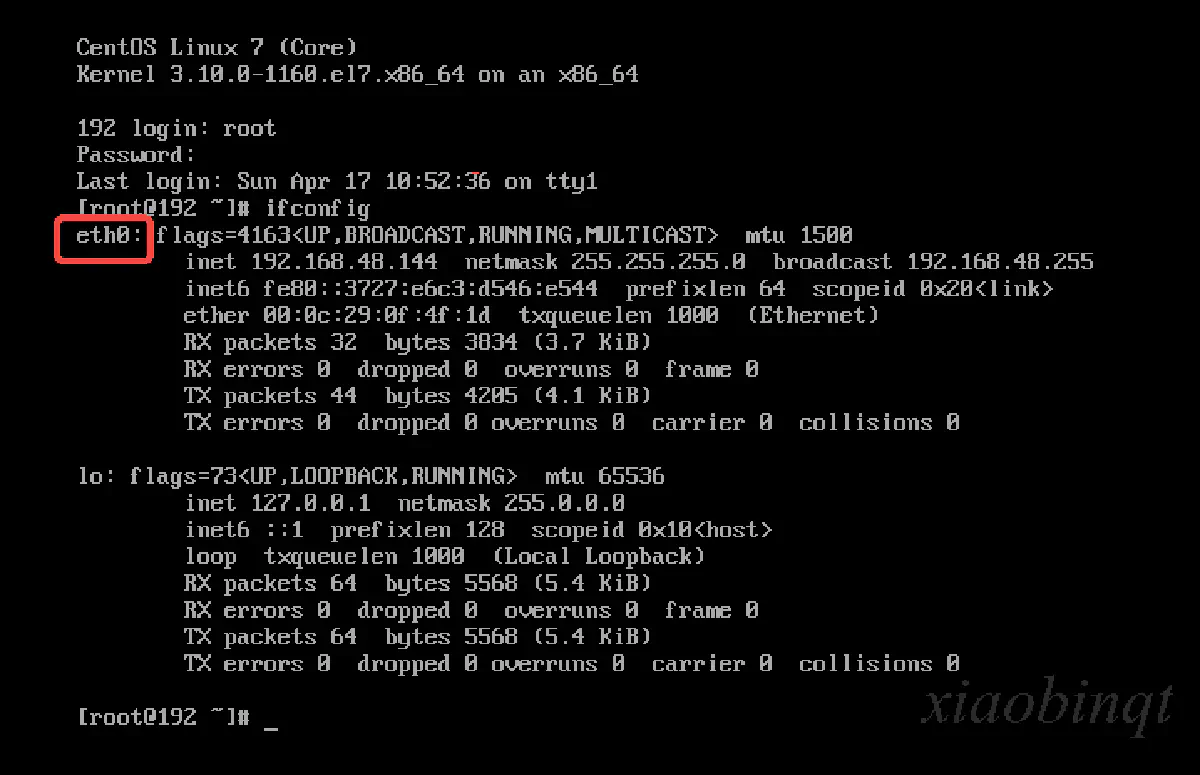 CentOS Linux 7 (Core)
Kernel 3.10.0-1160.el7.x86_64 on an x86_64
192 login: root
Password:
Last login: Sun Apr 17 10:52:36 on tty1
[root@192 ~]# ifconfig
eth0: flags=4163<UP,BROADCAST,RUNNING,MULTICAST>  mtu 1500
inet 192.168.48.144  netmask 255.255.255.0  broadcast 192.168.48.255
inet6 fe80::3727:e6c3:d546:e544  prefixlen 64  scopeid 0x20<link>
ether 00:0c:29:0f:4f:1d  txqueuelen 1000  (Ethernet)
RX packets 32  bytes 3834 (3.7 KiB)
RX errors 0  dropped 0  overruns 0  frame 0
TX packets 44  bytes 4205 (4.1 KiB)
TX errors 0  dropped 0 overruns 0  carrier 0  collisions 0
lo: flags=73<UP,LOOPBACK,RUNNING>  mtu 65536
inet 127.0.0.1  netmask 255.0.0.0
inet6 ::1  prefixlen 128  scopeid 0x10<host>
loop  txqueuelen 1000  (Local Loopback)
RX packets 64  bytes 5568 (5.4 KiB)
RX errors 0  dropped 0  overruns 0  frame 0
TX packets 64  bytes 5568 (5.4 KiB)
TX errors 0  dropped 0 overruns 0  carrier 0  collisions 0
[root@192 ~]# _
xiaobinqt